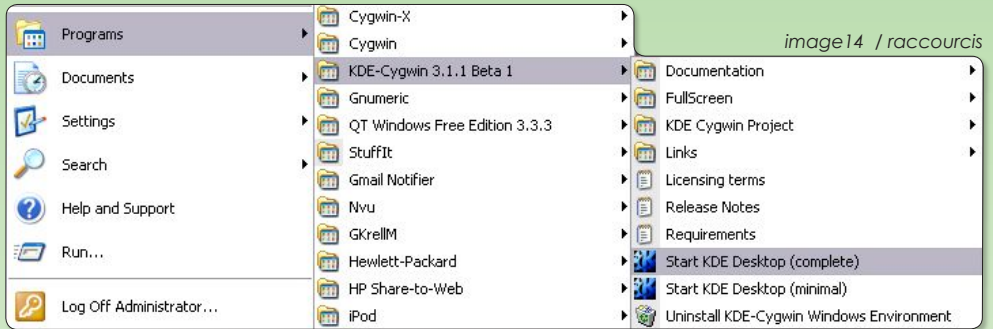 image14 / raccourcis
Programs
Documents
Settings
Search
Help and Support
Run...
Log Off Administrator...
Cygwin-X
Cygwin
KDE-Cygwin 3.1.1 Beta 1
Gnumeric
QT Windows Free Edition 3.3.3
StuffIt
Gmail Notifier
Nvu
GKrellM
Hewlett-Packard
HP Share-to-Web
iPod
Documentation
FullScreen
KDE Cygwin Project
Links
Licensing terms
Release Notes
Requirements
Start KDE Desktop (complete)
Start KDE Desktop (minimal)
Uninstall KDE-Cygwin Windows Environment